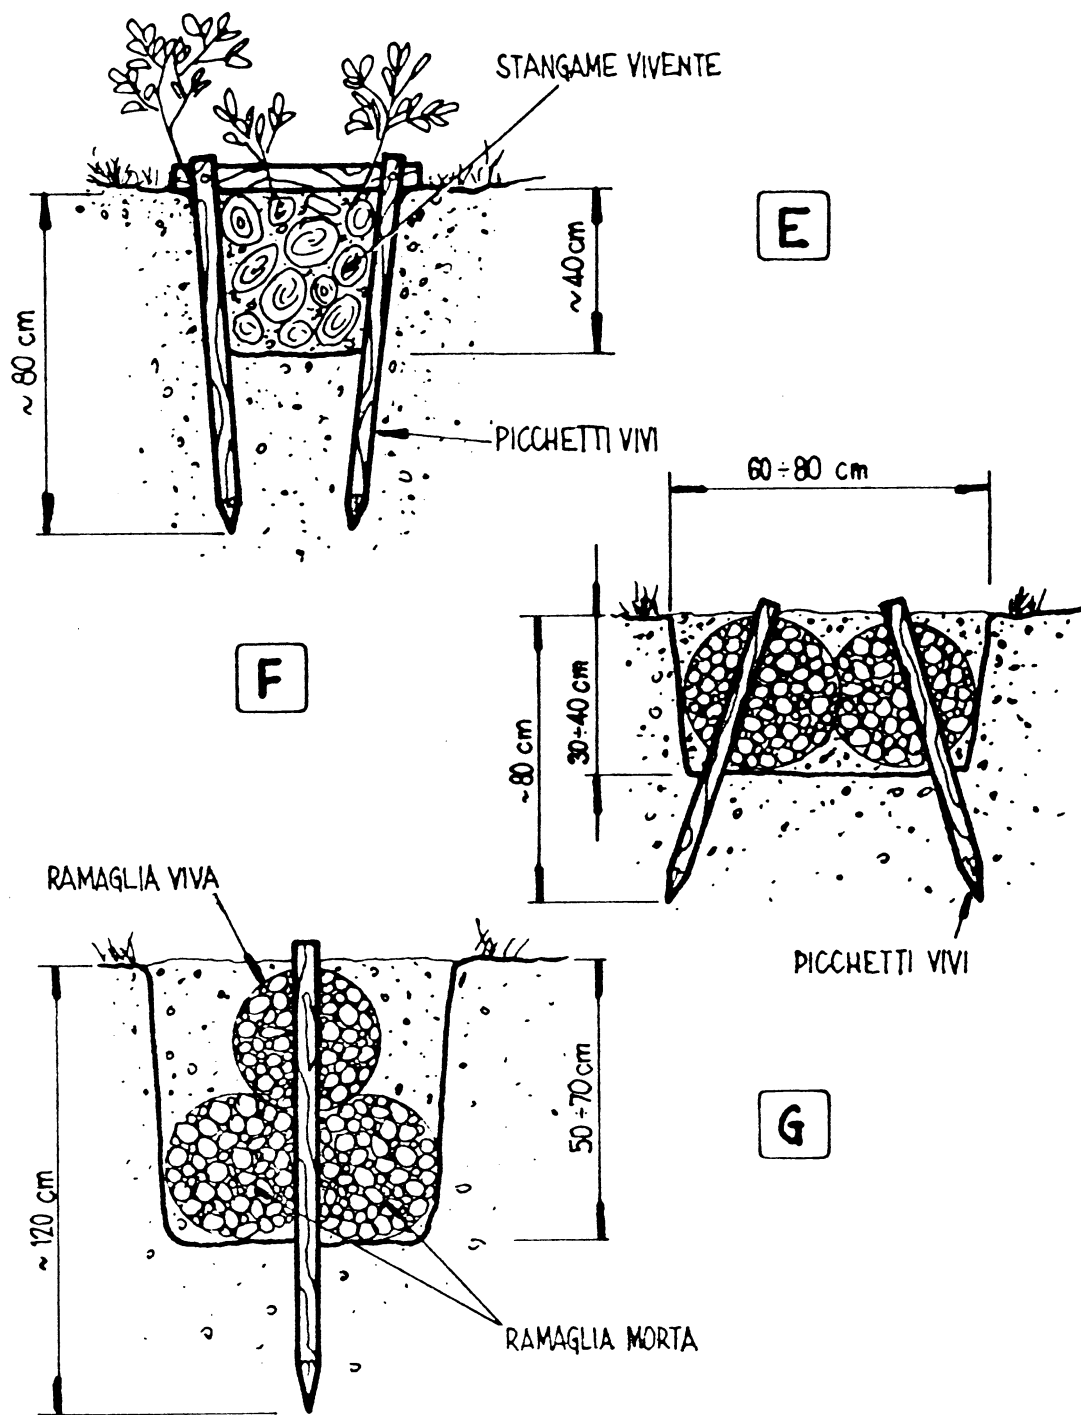 STANGAME VIVENTE
E
~ 40 cm
~ 80 cm
PICCHETTI VIVI
60 ÷ 80 cm
F
30 ÷ 40 cm
~ 80 cm
RAMAGLIA VIVA
PICCHETTI VIVI
50 ÷ 70 cm
G
~ 120 cm
RAMAGLIA MORTA